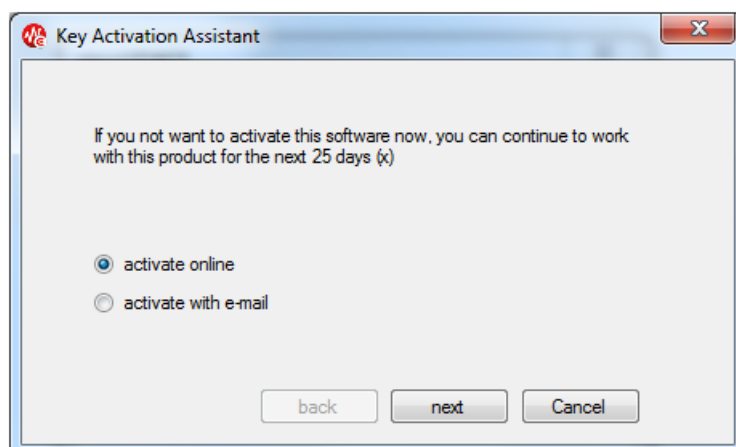 Key Activation Assistant
If you not want to activate this software now, you can continue to work
with this product for the next 25 days (x)
activate online
activate with e-mail
back next Cancel